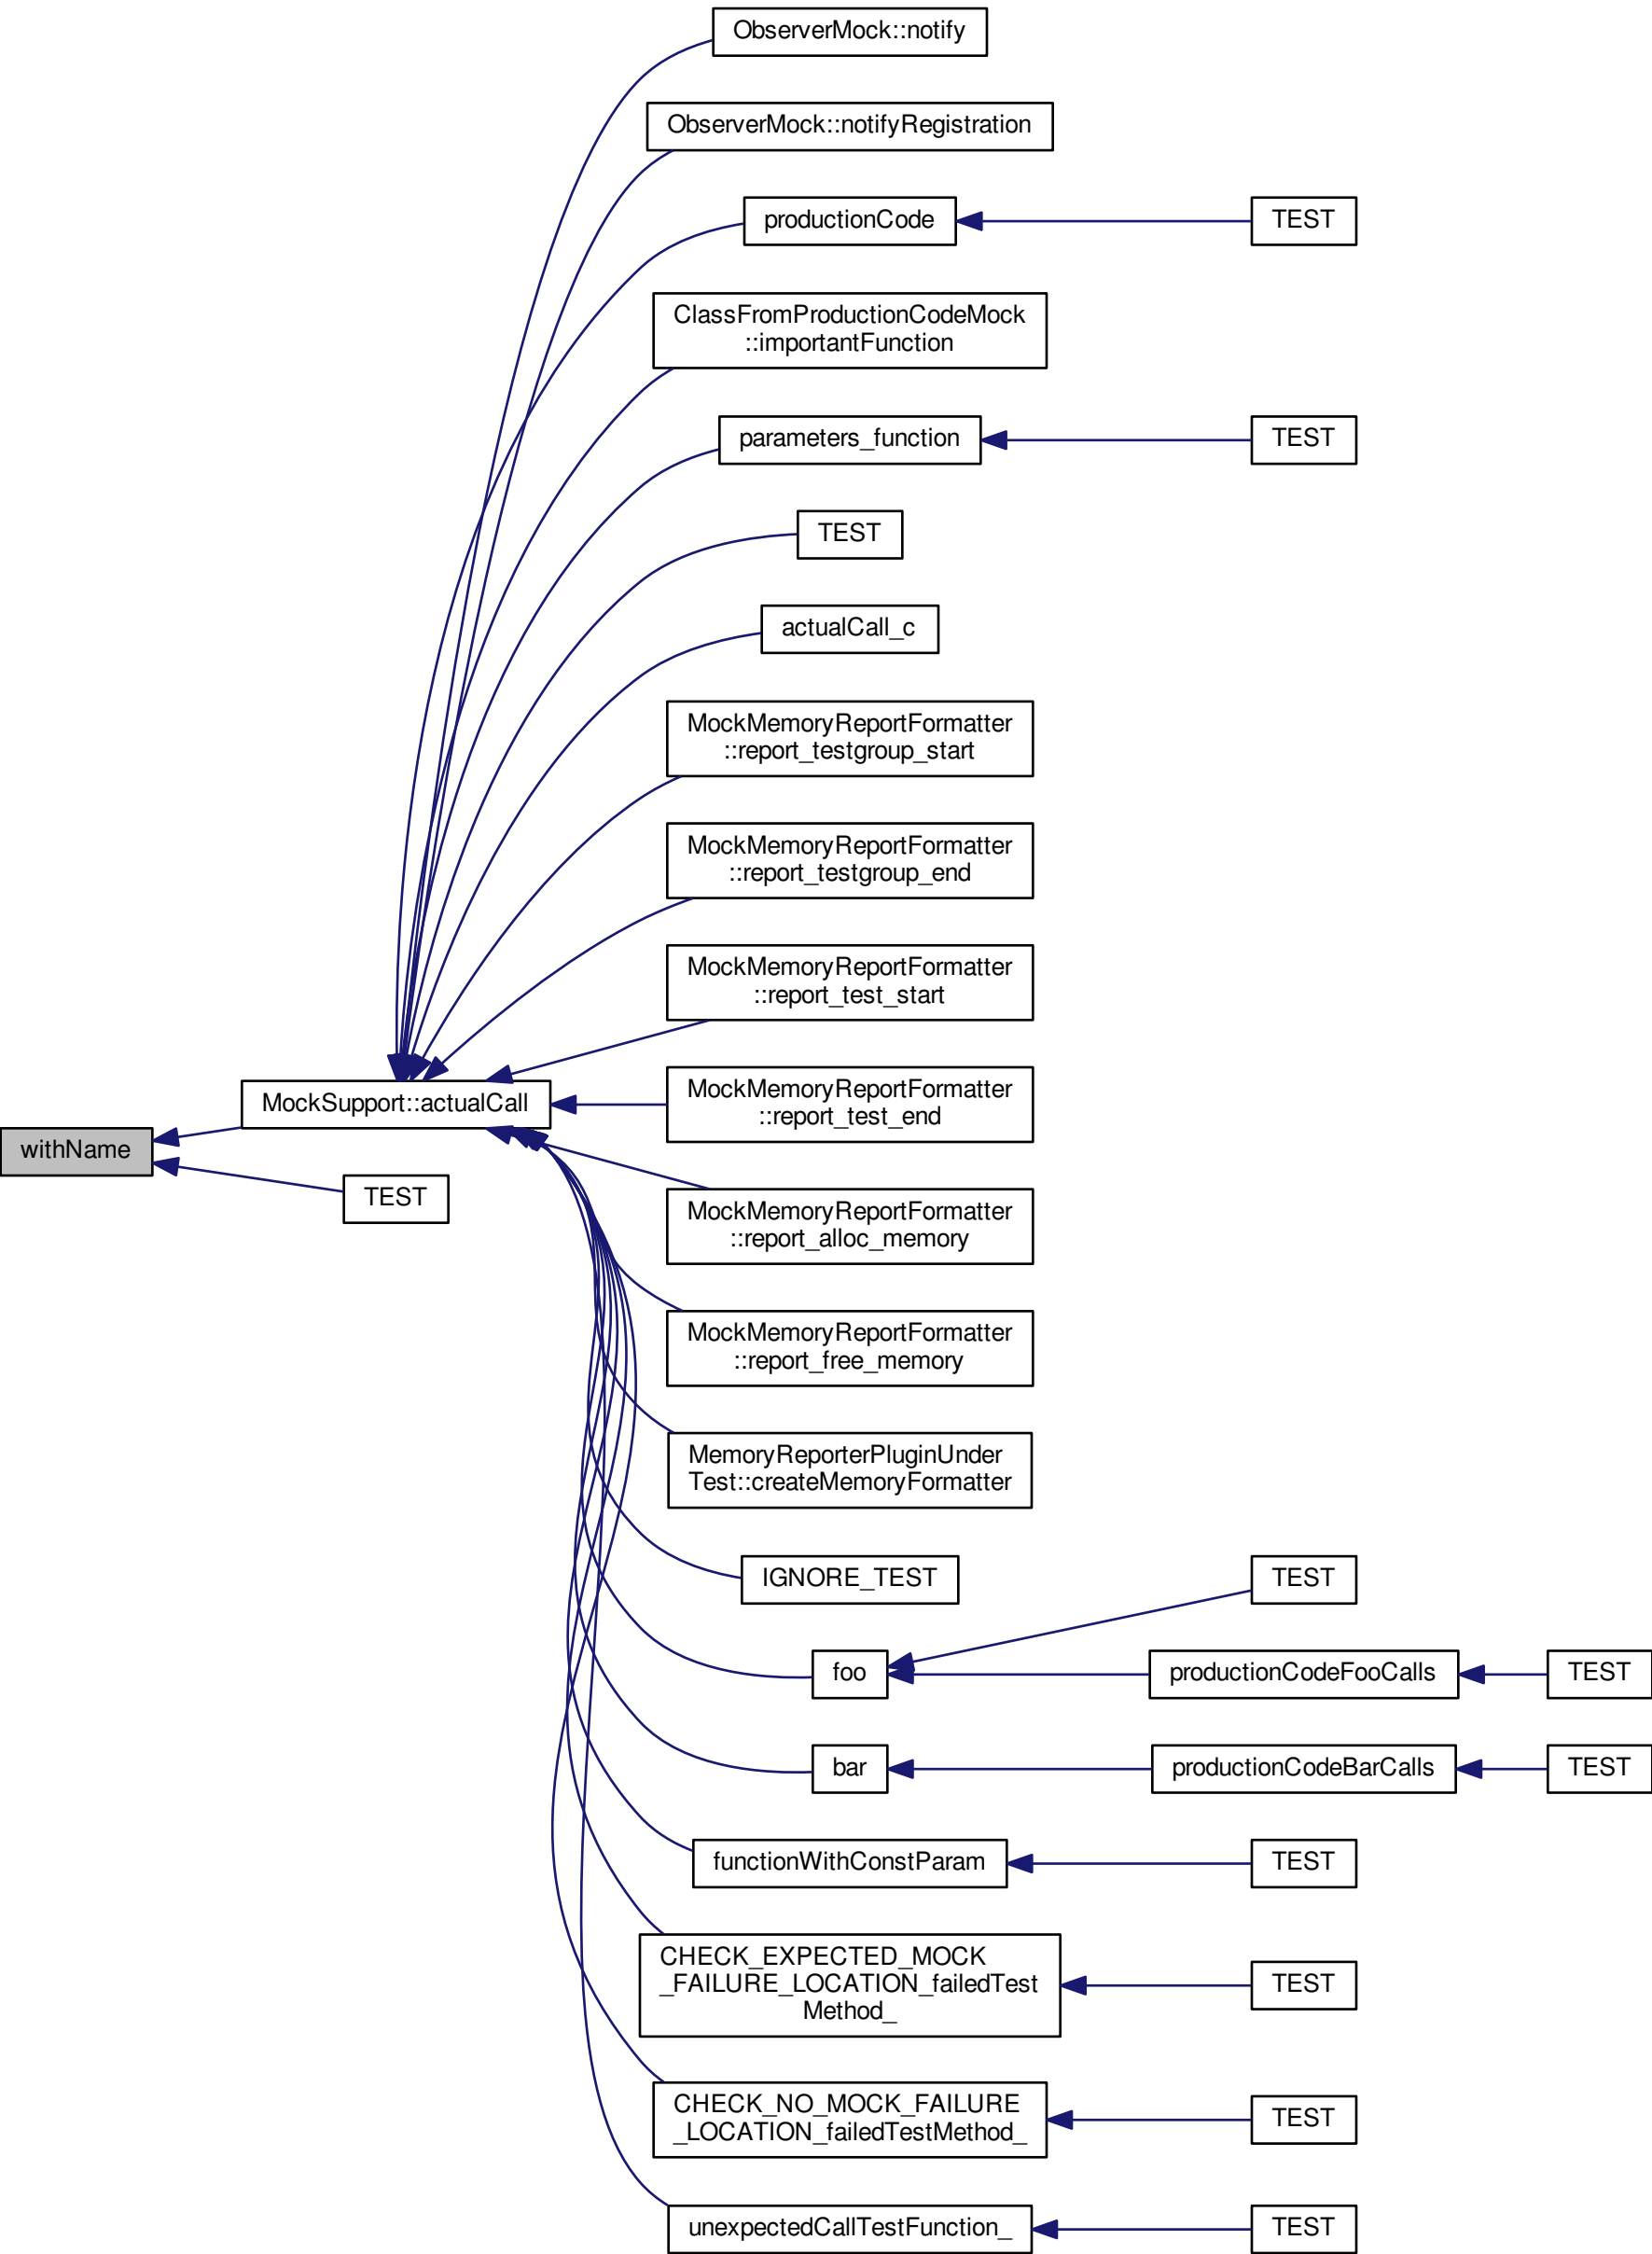 ObserverMock::notify
ObserverMock::notifyRegistration
productionCode
TEST
ClassFromProductionCodeMock
::importantFunction
parameters_function
TEST
TEST
actualCall_c
MockMemoryReportFormatter
::report_testgroup_start
MockMemoryReportFormatter
::report_testgroup_end
MockMemoryReportFormatter
::report_test_start
MockSupport::actualCall
MockMemoryReportFormatter
::report_test_end
withName
TEST
MockMemoryReportFormatter
::report_alloc_memory
MockMemoryReportFormatter
::report_free_memory
MemoryReporterPluginUnder
Test::createMemoryFormatter
IGNORE_TEST
TEST
foo
productionCodeFooCalls
TEST
bar
productionCodeBarCalls
TEST
functionWithConstParam
TEST
CHECK_EXPECTED_MOCK
_FAILURE_LOCATION_failedTest
Method_
TEST
CHECK_NO_MOCK_FAILURE
_LOCATION_failedTestMethod_
TEST
unexpectedCallTestFunction_
TEST